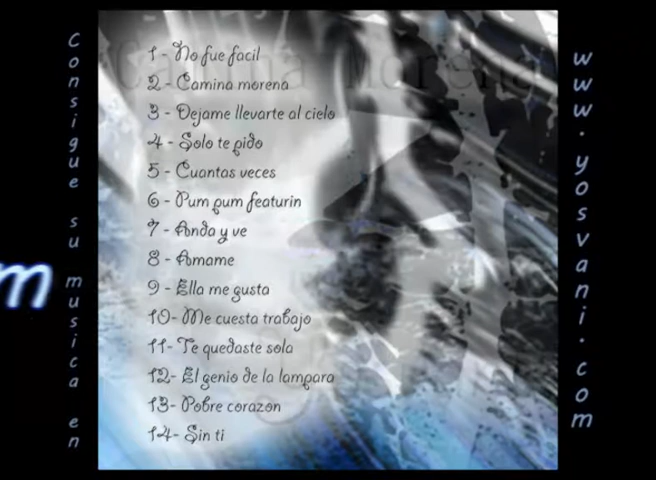 Camina Morena
1 - No fue facil
2 - Camina morena
3 - Dejame llevarte al cielo
4 - Solo te pido
5 - Cuantas veces
6 - Pum pum featurin
7 - Anda y ve
8 - Amame
9 - Ella me gusta
10- Me cuesta trabajo
11- Te quedaste sola
12- El genio de la lampara
13- Pobre corazon
14- Sin ti
Consigue su musica en
www.yosvani.com
m